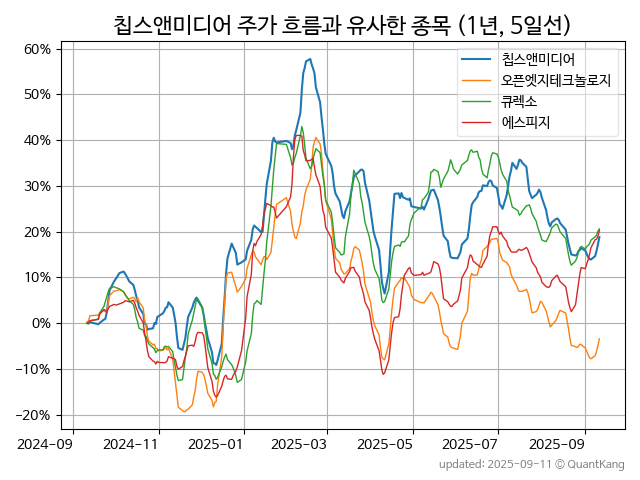 칩스앤미디어 주가 흐름과 유사한 종목 (1년, 5일선)
칩스앤미디어
오픈엣지테크놀로지
큐렉소
에스피지
60%
50%
40%
30%
20%
10%
0%
−10%
−20%
2024-09
2024-11
2025-01
2025-03
2025-05
2025-07
2025-09
updated: 2025-09-11 © QuantKang